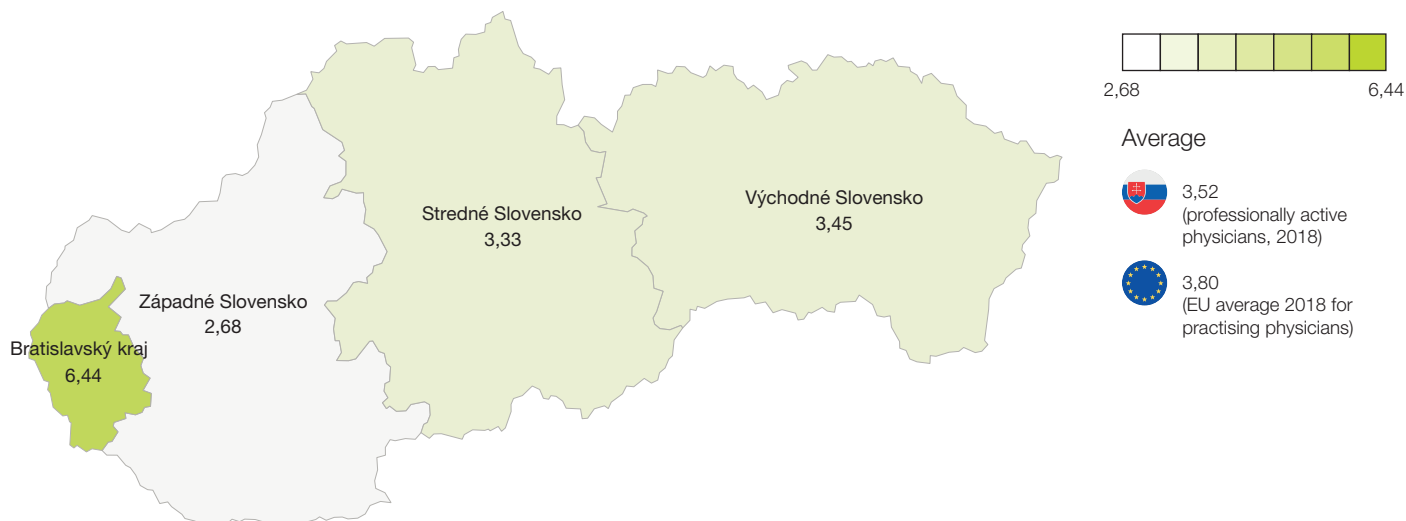 2,68
6,44
Average
3,52
(professionally active
physicians, 2018)
3,80
(EU average 2018 for
practising physicians)
Východné Slovensko
3,45
Stredné Slovensko
3,33
Západné Slovensko
2,68
Bratislavský kraj
6,44